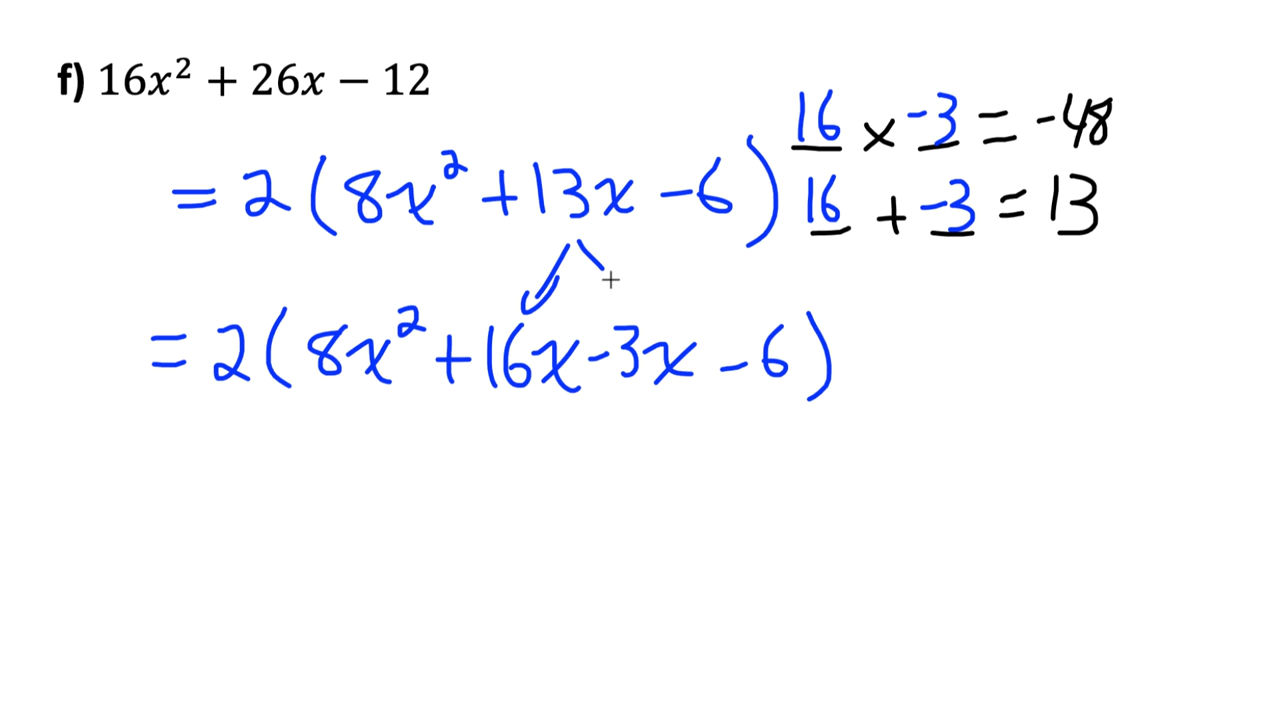 f) 16x² + 26x − 12
16 × -3 = -48
= 2(8x² + 13x - 6)
16 + -3 = 13
= 2(8x² + 16x - 3x - 6)